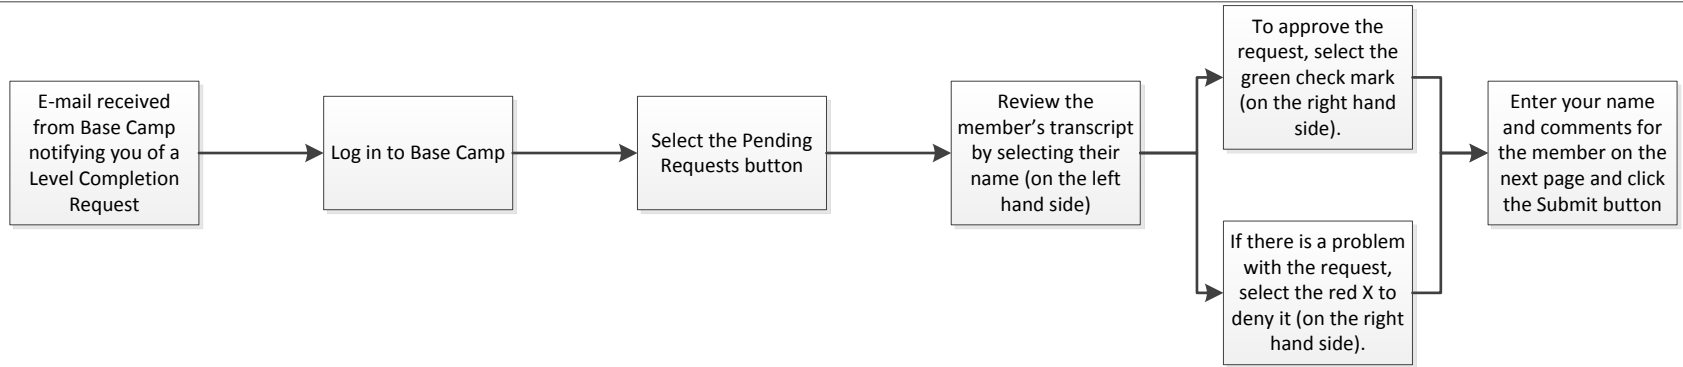 E-mail received
from Base Camp
notifying you of a
Level Completion
Request
Log in to Base Camp
Select the Pending
Requests button
Review the
member’s transcript
by selecting their
name (on the left
hand side)
To approve the
request, select the
green check mark
(on the right hand
side).
If there is a problem
with the request,
select the red X to
deny it (on the right
hand side).
Enter your name
and comments for
the member on the
next page and click
the Submit button